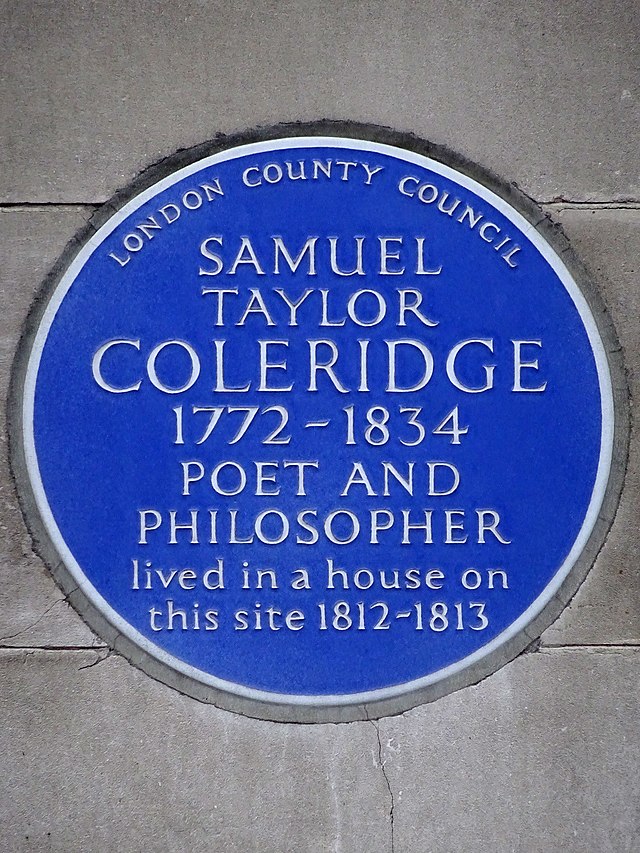 LONDON COUNTY COUNCIL
SAMUEL
TAYLOR
COLERIDGE
1772-1834
POET AND
PHILOSOPHER
lived in a house on
this site 1812-1813